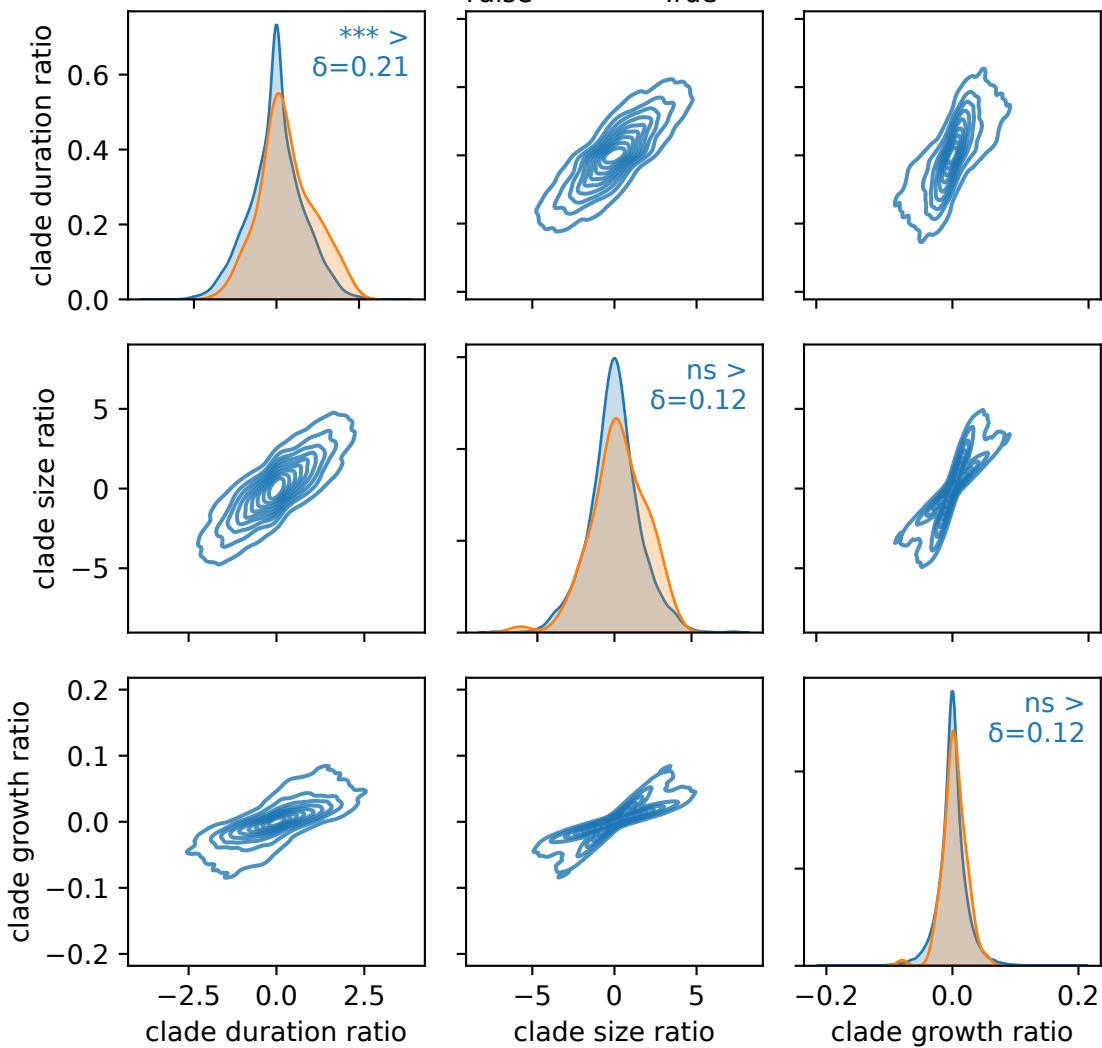 False True
clade duration ratio
0.6
0.4
0.2
0.0
*** >
δ=0.21
clade size ratio
5
0
−5
ns >
δ=0.12
clade growth ratio
0.2
0.1
0.0
−0.1
−0.2
ns >
δ=0.12
−2.5 0.0 2.5
clade duration ratio
−5 0 5
clade size ratio
−0.2 0.0 0.2
clade growth ratio